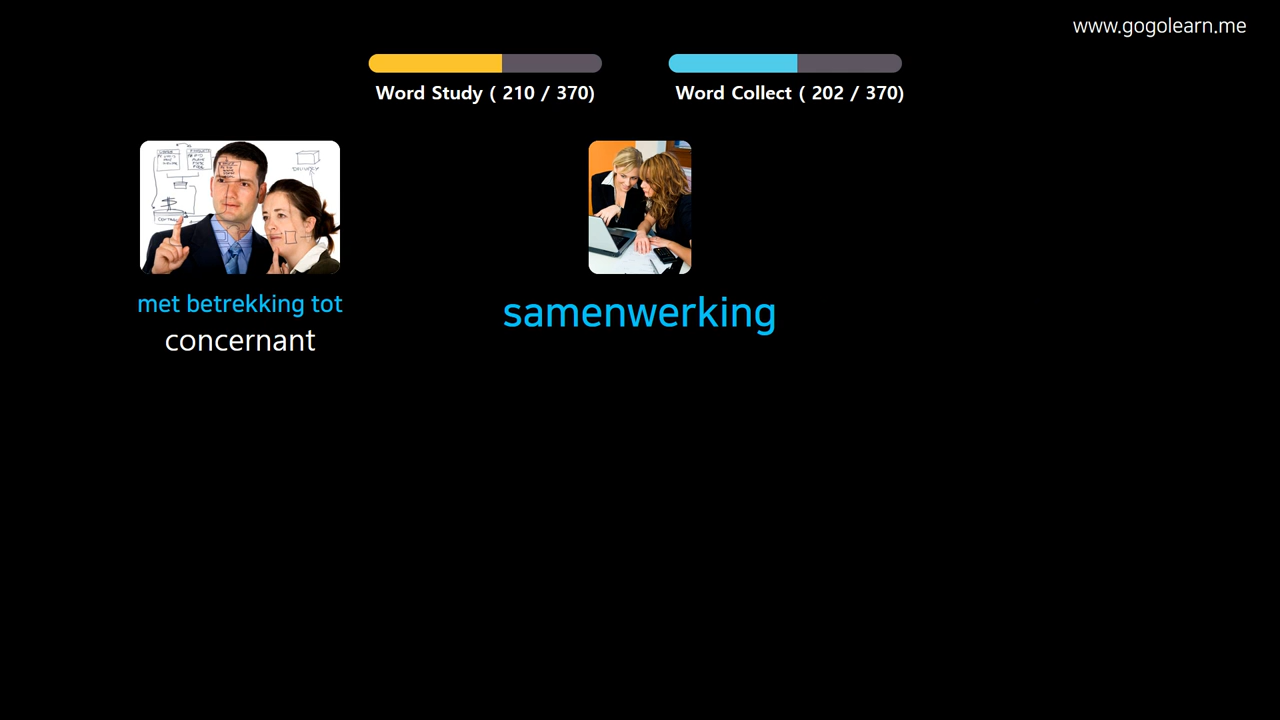 www.gogolearn.me
Word Study ( 210 / 370)
Word Collect ( 202 / 370)
met betrekking tot
concernant
samenwerking